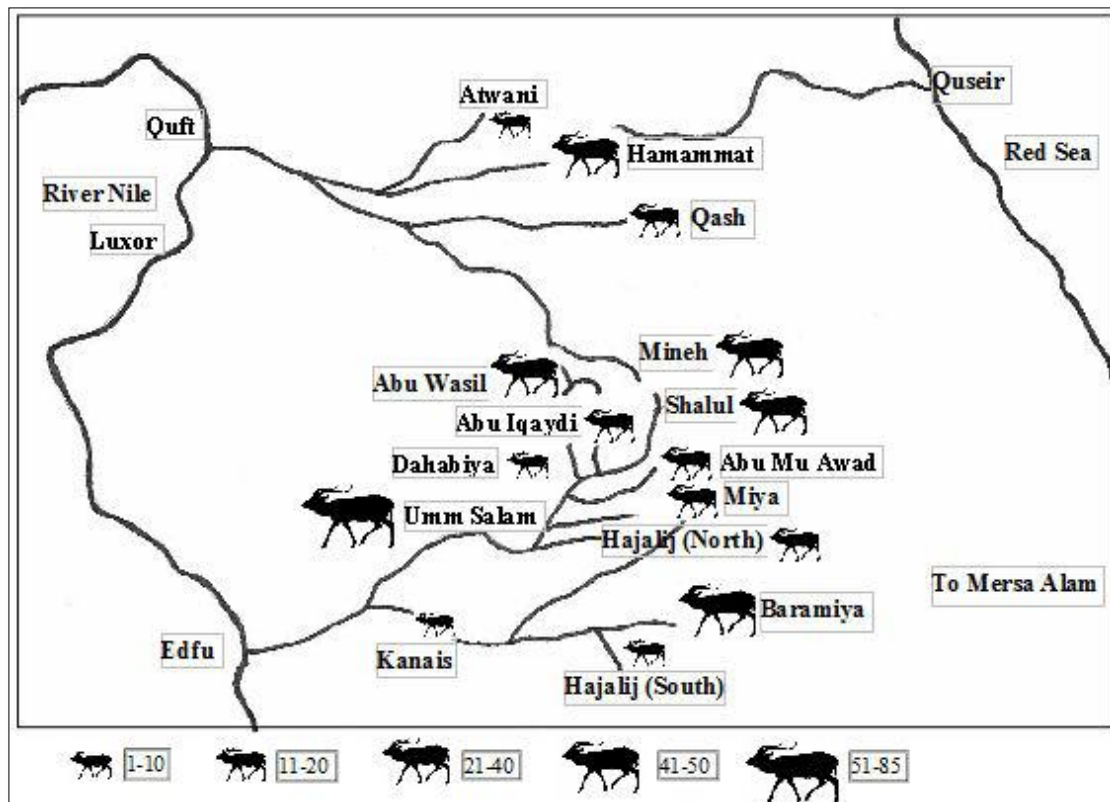 Atwani
Quseir
Quft
Hamammat
Red Sea
River Nile
Qash
Luxor
Mineh
Abu Wasil
Shalul
Abu Iqaydi
Dahabiya
Abu Mu Awad
Miya
Umm Salam
Hajalij (North)
To Mersa Alam
Baramiya
Edfu
Kanais
Hajalij (South)
1-10
11-20
21-40
41-50
51-85